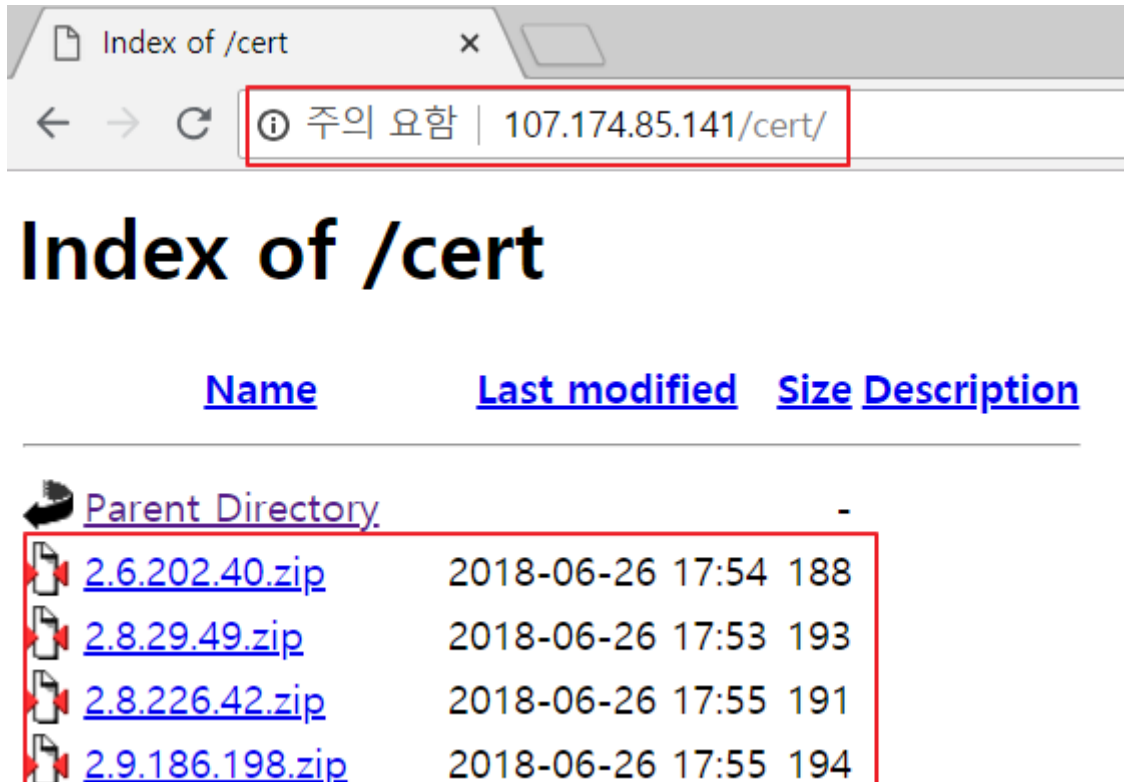 Index of /cert
주의 요함 | 107.174.85.141/cert/
Index of /cert
Name Last modified Size Description
Parent Directory -
2.6.202.40.zip 2018-06-26 17:54 188
2.8.29.49.zip 2018-06-26 17:53 193
2.8.226.42.zip 2018-06-26 17:55 191
2.9.186.198.zip 2018-06-26 17:55 194